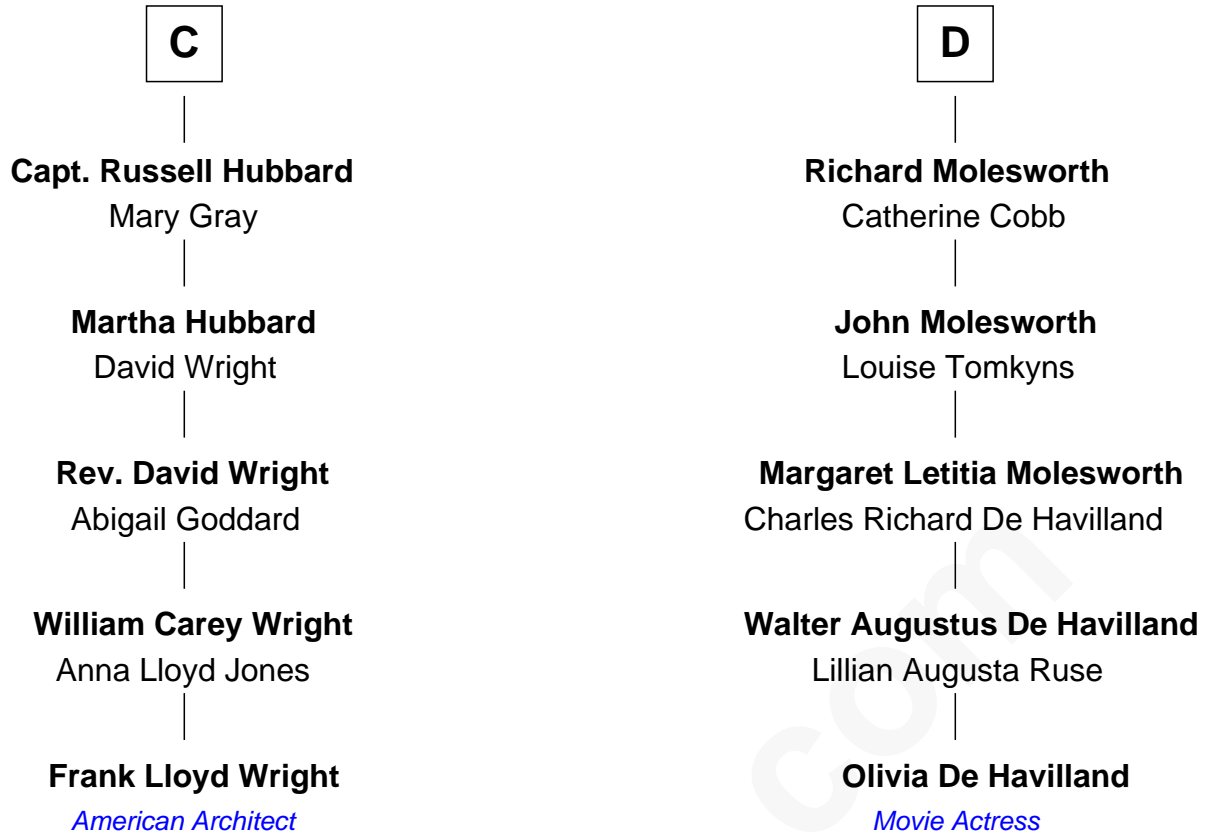 C
Capt. Russell Hubbard
Mary Gray
Martha Hubbard
David Wright
Rev. David Wright
Abigail Goddard
William Carey Wright
Anna Lloyd Jones
Frank Lloyd Wright
American Architect
D
Richard Molesworth
Catherine Cobb
John Molesworth
Louise Tomkyns
Margaret Letitia Molesworth
Charles Richard De Havilland
Walter Augustus De Havilland
Lillian Augusta Ruse
Olivia De Havilland
Movie Actress
com